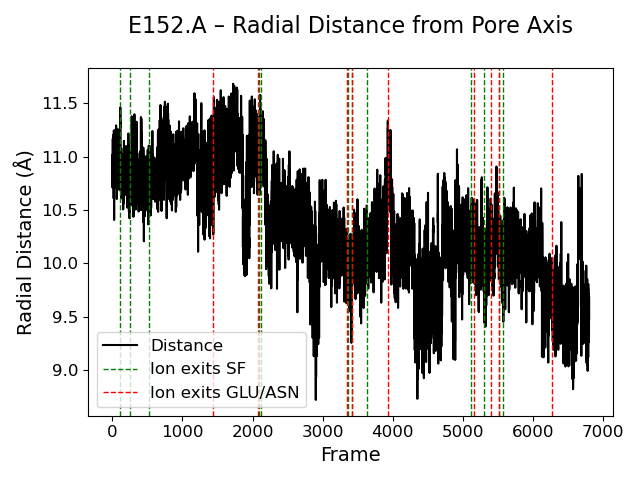 E152.A – Radial Distance from Pore Axis
Radial Distance (Å)
11.5
11.0
10.5
10.0
9.5
9.0
Distance
Ion exits SF
Ion exits GLU/ASN
0 1000 2000 3000 4000 5000 6000 7000
Frame